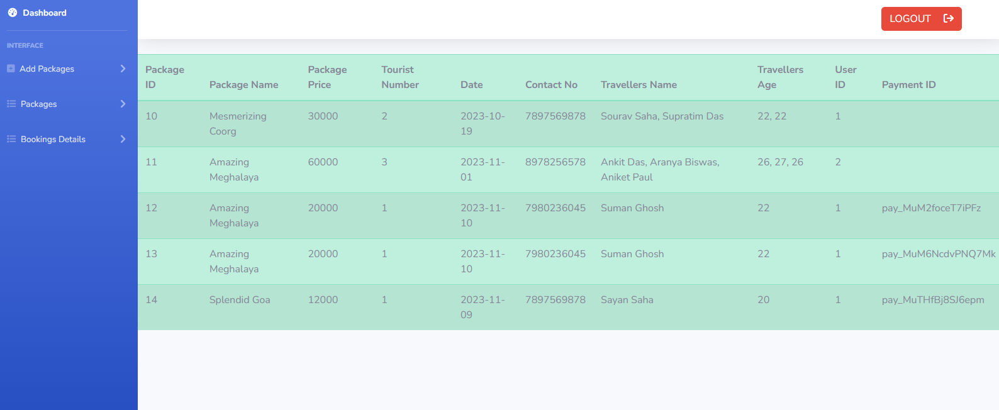 Dashboard
LOGOUT
INTERFACE
Add Packages
Packages
Bookings Details
Package ID Package Name Package Price Tourist Number Date Contact No Travellers Name Travellers Age User ID Payment ID
10 Mesmerizing Coorg 30000 2 2023-10-19 7897569878 Sourav Saha, Supratim Das 22, 22 1
11 Amazing Meghalaya 60000 3 2023-11-01 8978256578 Ankit Das, Aranya Biswas, Aniket Paul 26, 27, 26 2
12 Amazing Meghalaya 20000 1 2023-11-10 7980236045 Suman Ghosh 22 1 pay_MuM2foceT7iPFz
13 Amazing Meghalaya 20000 1 2023-11-10 7980236045 Suman Ghosh 22 1 pay_MuM6NcdvPNQ7Mk
14 Splendid Goa 12000 1 2023-11-09 7897569878 Sayan Saha 20 1 pay_MuTHfBj8SJ6epm